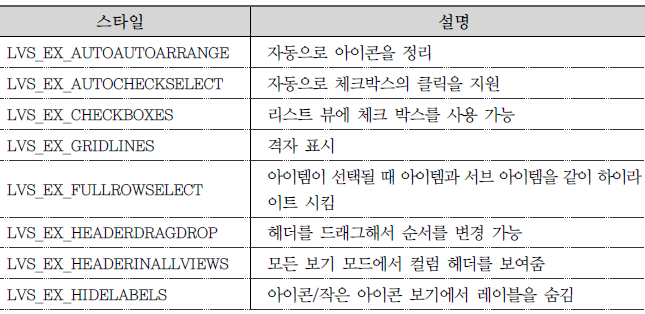 스타일 설명
LVS_EX_AUTOAUTOARRANGE 자동으로 아이콘을 정리
LVS_EX_AUTOCHECKSELECT 자동으로 체크박스의 클릭을 지원
LVS_EX_CHECKBOXES 리스트 뷰에 체크 박스를 사용 가능
LVS_EX_GRIDLINES 격자 표시
LVS_EX_FULLROWSELECT 아이템이 선택될 때 아이템과 서브 아이템을 같이 하이라
이트 시킴
LVS_EX_HEADERDRAGDROP 헤더를 드래그해서 순서를 변경 가능
LVS_EX_HEADERINALLVIEWS 모든 보기 모드에서 컬럼 헤더를 보여줌
LVS_EX_HIDELABELS 아이콘/작은 아이콘 보기에서 레이블을 숨김